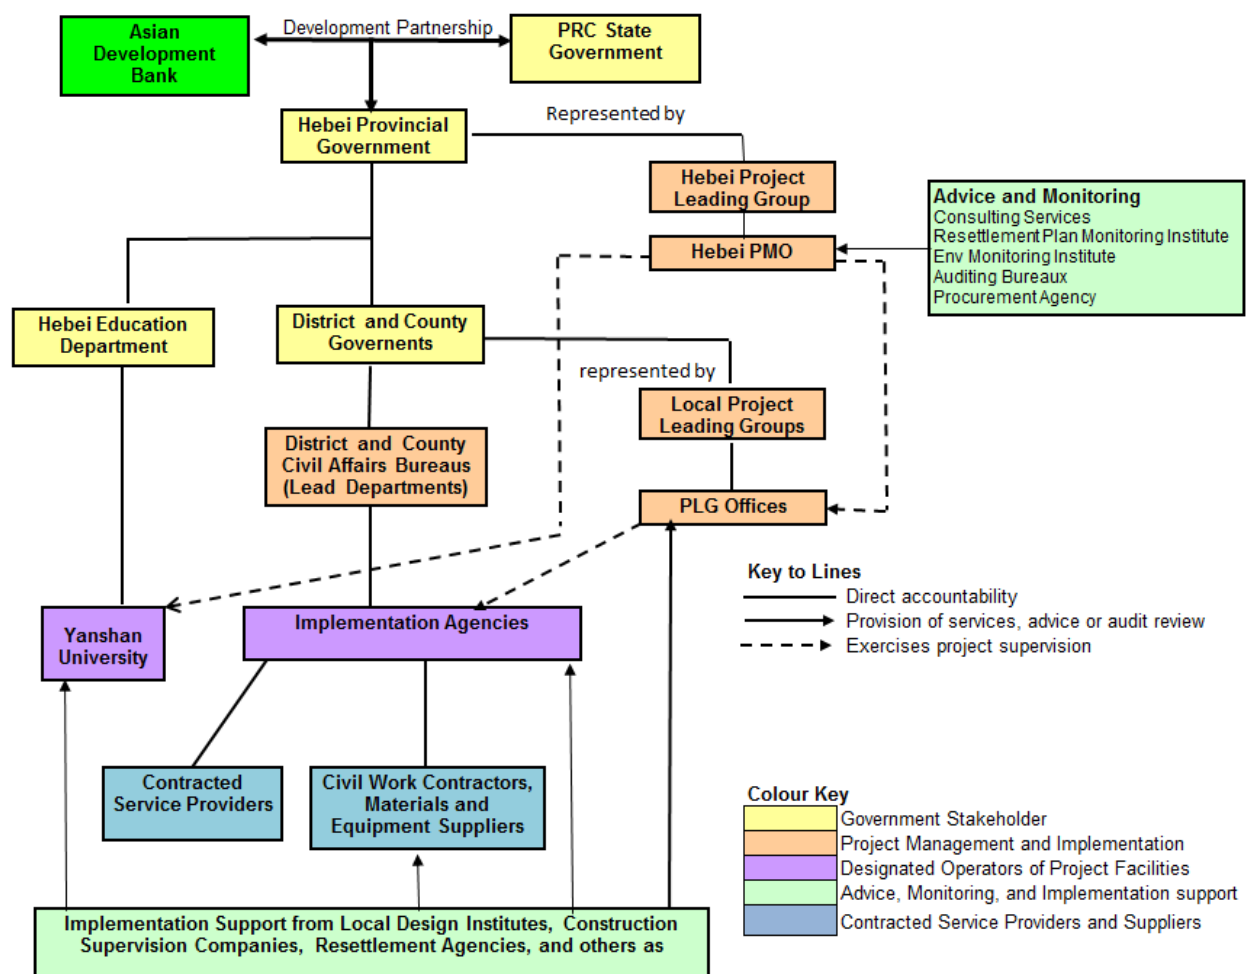 Asian
Development
Bank
Development Partnership
PRC State
Government
Hebei Provincial
Government
Represented by
Hebei Project
Leading Group
Hebei PMO
Advice and Monitoring
Consulting Services
Resettlement Plan Monitoring Institute
Env Monitoring Institute
Auditing Bureaux
Procurement Agency
Hebei Education
Department
District and County
Governents
represented by
Local Project
Leading Groups
District and County
Civil Affairs Bureaus
(Lead Departments)
PLG Offices
Key to Lines
Direct accountability
Provision of services, advice or audit review
Exercises project supervision
Yanshan
University
Implementation Agencies
Contracted
Service Providers
Civil Work Contractors,
Materials and
Equipment Suppliers
Colour Key
Government Stakeholder
Project Management and Implementation
Designated Operators of Project Facilities
Advice, Monitoring, and Implementation support
Contracted Service Providers and Suppliers
Implementation Support from Local Design Institutes, Construction
Supervision Companies, Resettlement Agencies, and others as